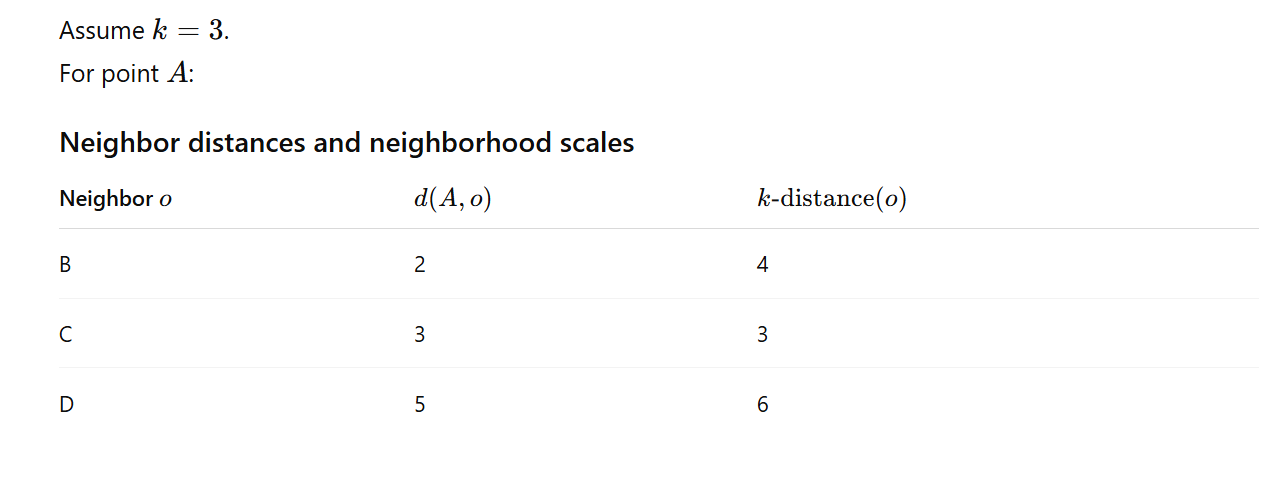 Assume k = 3.
For point A:
Neighbor distances and neighborhood scales
Neighbor o d(A, o) k-distance(o)
B 2 4
C 3 3
D 5 6